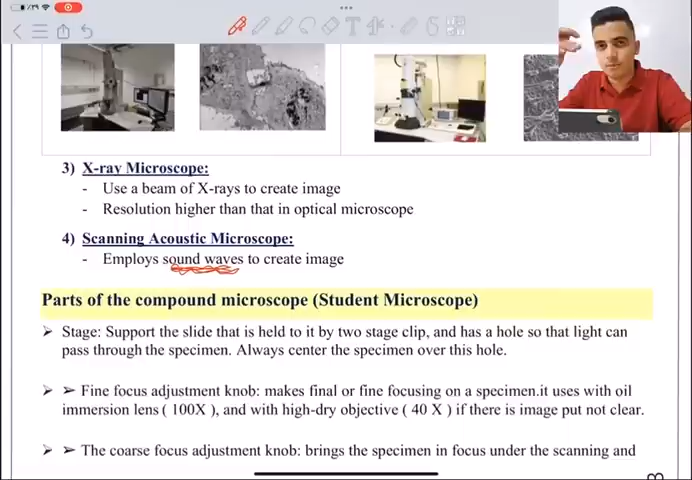 ٪٢٩
3) X-ray Microscope:
- Use a beam of X-rays to create image
- Resolution higher than that in optical microscope
4) Scanning Acoustic Microscope:
- Employs sound waves to create image
Parts of the compound microscope (Student Microscope)
➢ Stage: Support the slide that is held to it by two stage clip, and has a hole so that light can
pass through the specimen. Always center the specimen over this hole.
➢ ➢ Fine focus adjustment knob: makes final or fine focusing on a specimen.it uses with oil
immersion lens ( 100X ), and with high-dry objective ( 40 X ) if there is image put not clear.
➢ ➢ The coarse focus adjustment knob: brings the specimen in focus under the scanning and